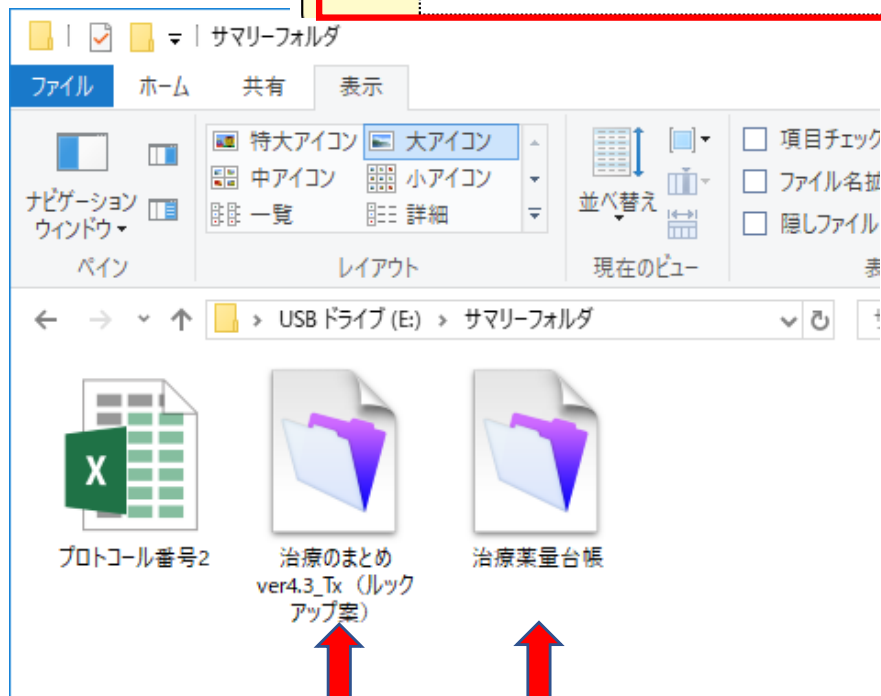 サマリーフォルダ
ファイル ホーム 共有 表示
特大アイコン 大アイコン
中アイコン 小アイコン
一覧 詳細
ナビゲーション
ウィンドウ
並べ替え
項目チェック
ファイル名拡
隠しファイル
ペイン レイアウト 現在のビュー 表
USB ドライブ (E:) サマリーフォルダ
X
プロトコール番号2
治療のまとめ
ver4.3_Tx（ルック
アップ案）
治療薬量台帳